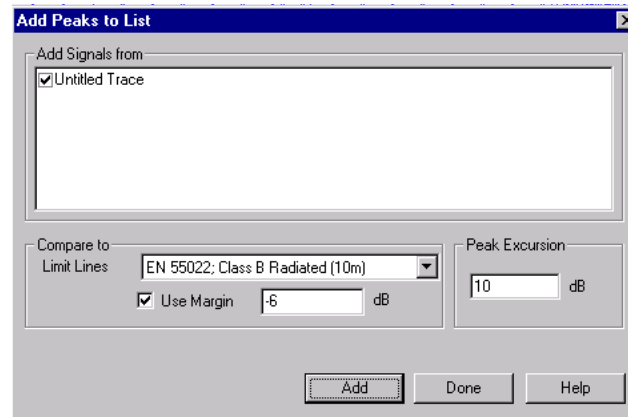 Add Peaks to List
Add Signals from
Untitled Trace
Compare to
Limit Lines
EN 55022; Class B Radiated (10m)
Use Margin
-6
dB
Peak Excursion
10
dB
Add
Done
Help